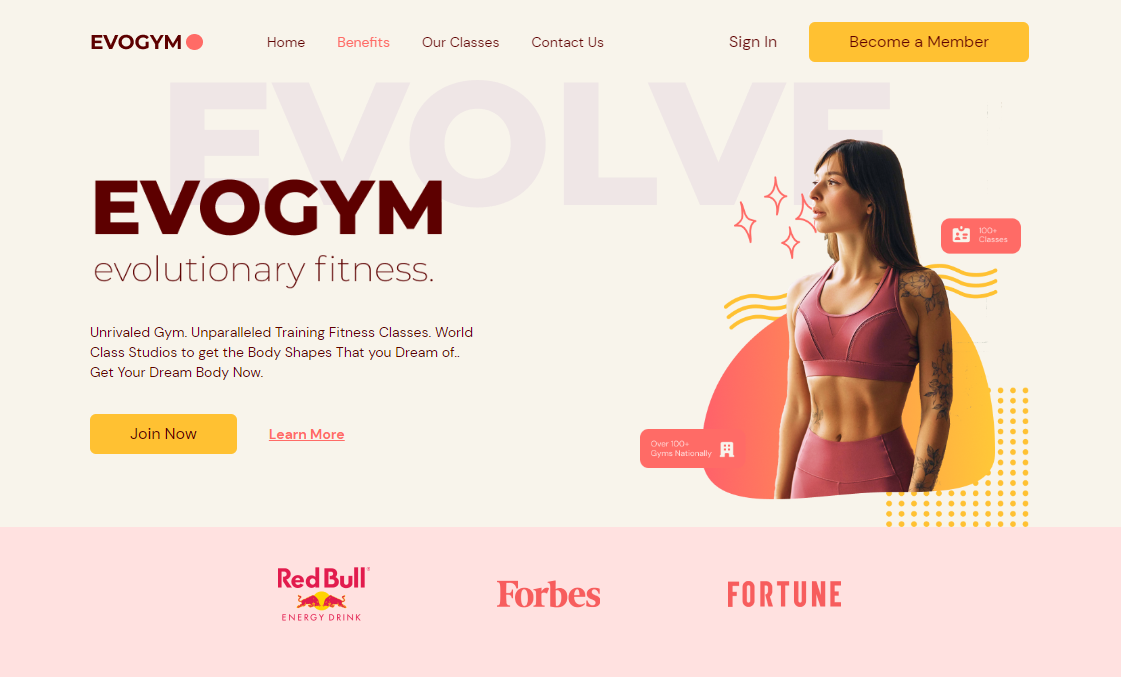 EVOGYM
Home
Benefits
Our Classes
Contact Us
Sign In
Become a Member
EVOLVE
EVOGYM
evolutionary fitness.
Unrivaled Gym. Unparalleled Training Fitness Classes. World
Class Studios to get the Body Shapes That you Dream of..
Get Your Dream Body Now.
Join Now
Learn More
100+
Classes
Over 100+
Gyms Nationally
Red Bull
ENERGY DRINK
Forbes
FORTUNE